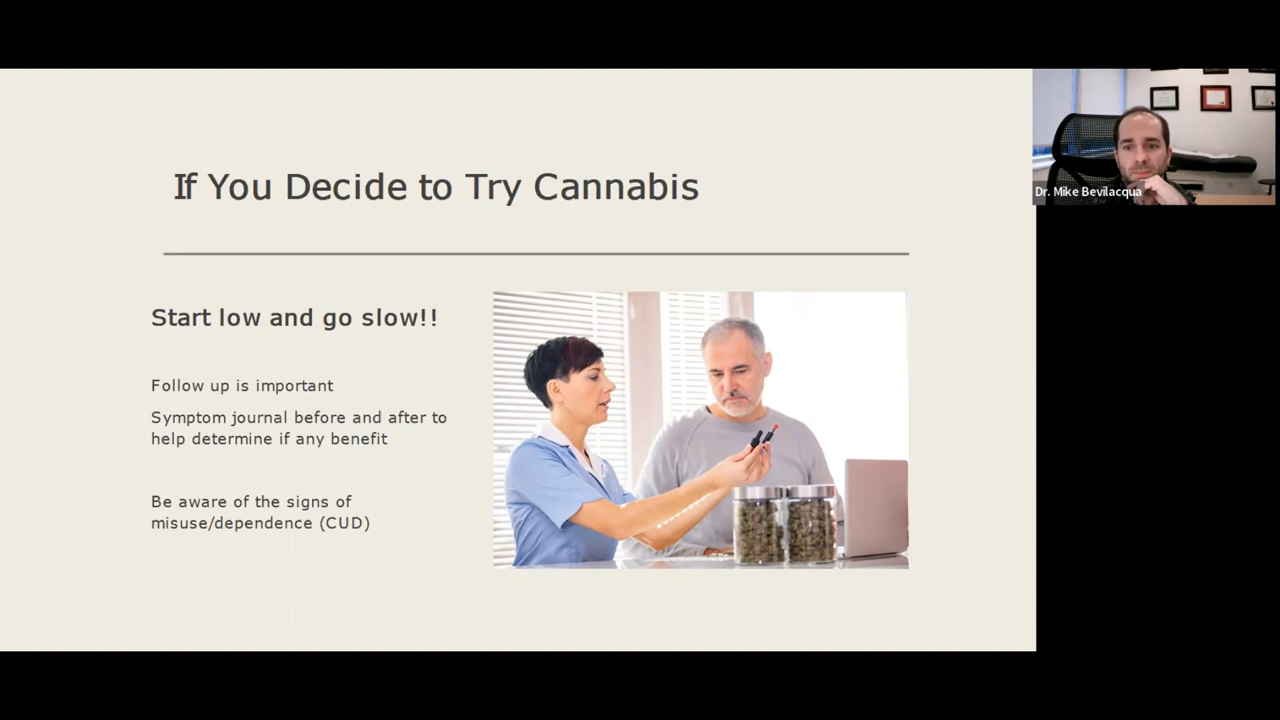 If You Decide to Try Cannabis
Start low and go slow!!
Follow up is important
Symptom journal before and after to
help determine if any benefit
Be aware of the signs of
misuse/dependence (CUD)
Dr. Mike Bevilacqua